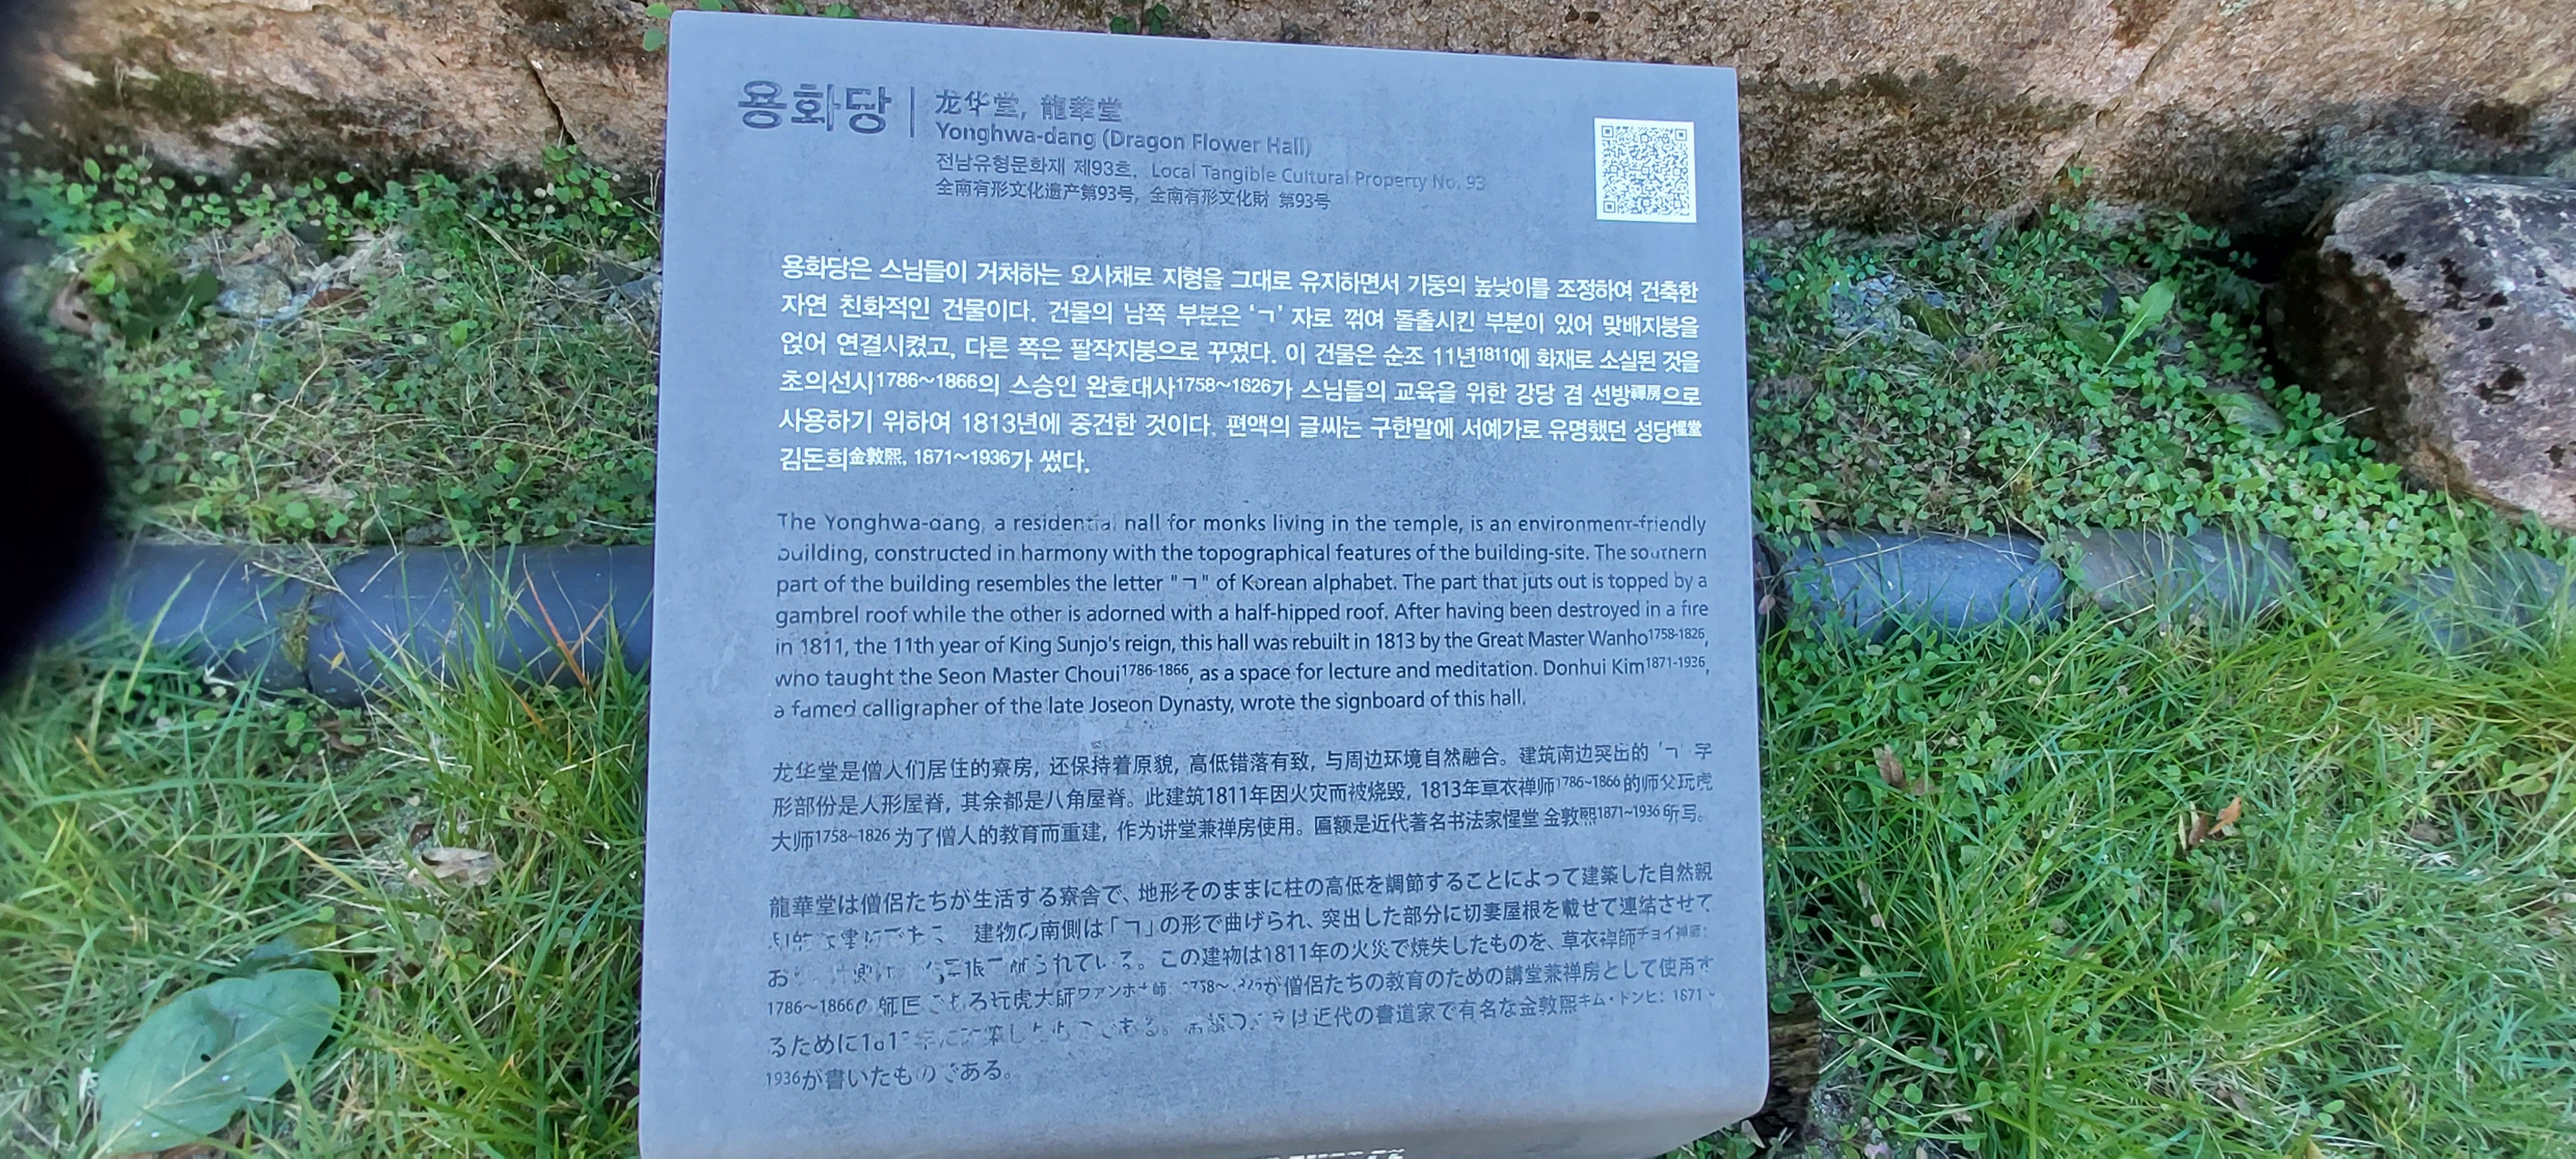 용화당
龙华堂, 龍華堂
Yonghwa-dang (Dragon Flower Hall)
전남유형문화재 제93호, Local Tangible Cultural Property No. 93
全南有形文化遗产第93号, 全南有形文化財 第93号
용화당은 스님들이 거처하는 요사채로 지형을 그대로 유지하면서 기둥의 높낮이를 조정하여 건축한
자연 친화적인 건물이다. 건물의 남쪽 부분은 ‘ㄱ’ 자로 꺾여 돌출시킨 부분이 있어 맞배지붕을
얹어 연결시켰고, 다른 쪽은 팔작지붕으로 꾸몄다. 이 건물은 순조 11년1811에 화재로 소실된 것을
초의선사1786~1866의 스승인 완호대사1758~1826가 스님들의 교육을 위한 강당 겸 선방禪房으로
사용하기 위하여 1813년에 중건한 것이다. 편액의 글씨는 구한말에 서예가로 유명했던 성당惺堂
김돈희金敦熙, 1871~1936가 썼다.
The Yonghwa-dang, a residential hall for monks living in the temple, is an environment-friendly
building, constructed in harmony with the topographical features of the building-site. The southern
part of the building resembles the letter "ㄱ" of Korean alphabet. The part that juts out is topped by a
gambrel roof while the other is adorned with a half-hipped roof. After having been destroyed in a fire
in 1811, the 11th year of King Sunjo's reign, this hall was rebuilt in 1813 by the Great Master Wanho1758-1826,
who taught the Seon Master Choui1786-1866, as a space for lecture and meditation. Donhui Kim1871-1936,
a famed calligrapher of the late Joseon Dynasty, wrote the signboard of this hall.
龙华堂是僧人们居住的寮房, 还保持着原貌, 高低错落有致, 与周边环境自然融合。建筑南边突出的 ‘ㄱ’ 字
形部份是人形屋脊, 其余都是八角屋脊。此建筑1811年因火灾而被烧毁, 1813年草衣禅师1786~1866 的师父玩虎
大师1758~1826 为了僧人的教育而重建, 作为讲堂兼禅房使用。匾额是近代著名书法家惺堂 金敦熙1871~1936 所写。
龍華堂は僧侶たちが生活する寮舎で、地形そのままに柱の高低を調節することによって建築した自然親
建物の南側は「ㄱ」の形で曲げられ、突出した部分に切妻屋根を載せて連結させて
お られている。この建物は1811年の火災で焼失したものを、草衣禅師チョイ禅師:
1786~1866の師匠である玩虎大師 が僧侶たちの教育のための講堂兼禅房として使用す
るために は近代の書道家で有名な金敦熙キム・ドンヒ: 1871~
1936が書いたものである。